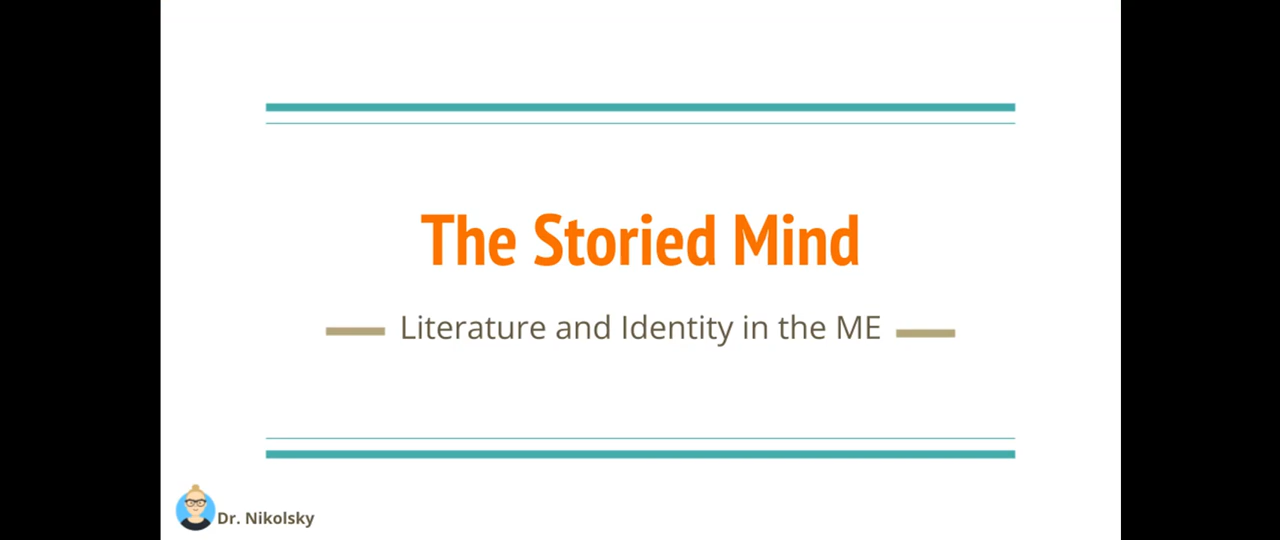 The Storied Mind
Literature and Identity in the ME
Dr. Nikolsky